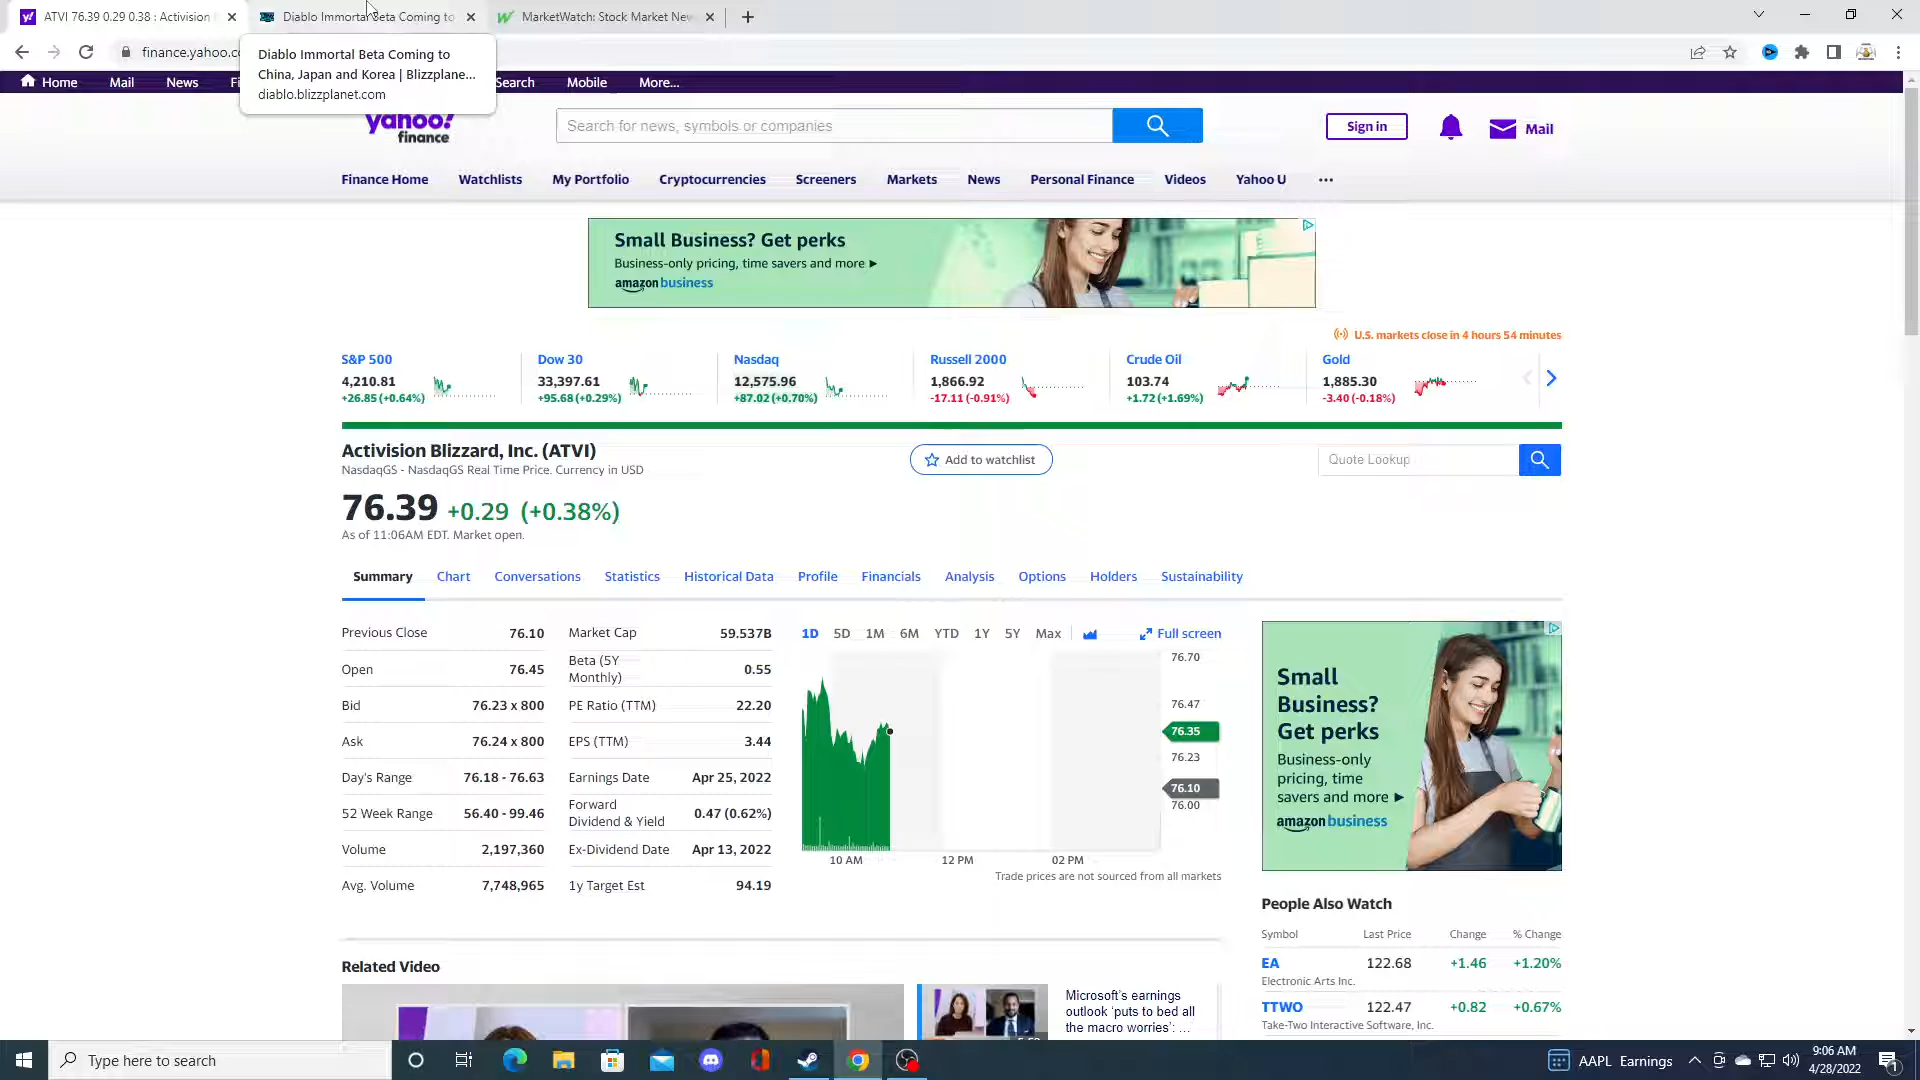 ATVI 76.39 0.29 0.38 : Activision
Diablo Immortal Beta Coming to
MarketWatch: Stock Market New
finance.yahoo.c
Diablo Immortal Beta Coming to
China, Japan and Korea | Blizzplane...
diablo.blizzplanet.com
Home
Mail
News
Search
Mobile
More...
yahoo!
finance
Search for news, symbols or companies
Sign in
Mail
Finance Home
Watchlists
My Portfolio
Cryptocurrencies
Screeners
Markets
News
Personal Finance
Videos
Yahoo U
Small Business? Get perks
Business-only pricing, time savers and more ►
amazon business
U.S. markets close in 4 hours 54 minutes
S&P 500
4,210.81
+26.85 (+0.64%)
Dow 30
33,397.61
+95.68 (+0.29%)
Nasdaq
12,575.96
+87.02 (+0.70%)
Russell 2000
1,866.92
-17.11 (-0.91%)
Crude Oil
103.74
+1.72 (+1.69%)
Gold
1,885.30
-3.40 (-0.18%)
Activision Blizzard, Inc. (ATVI)
NasdaqGS - NasdaqGS Real Time Price. Currency in USD
Add to watchlist
Quote Lookup
76.39 +0.29 (+0.38%)
As of 11:06AM EDT. Market open.
Summary
Chart
Conversations
Statistics
Historical Data
Profile
Financials
Analysis
Options
Holders
Sustainability
Previous Close 76.10
Open 76.45
Bid 76.23 x 800
Ask 76.24 x 800
Day's Range 76.18 - 76.63
52 Week Range 56.40 - 99.46
Volume 2,197,360
Avg. Volume 7,748,965
Market Cap 59.537B
Beta (5Y
Monthly) 0.55
PE Ratio (TTM) 22.20
EPS (TTM) 3.44
Earnings Date Apr 25, 2022
Forward
Dividend & Yield 0.47 (0.62%)
Ex-Dividend Date Apr 13, 2022
1y Target Est 94.19
1D 5D 1M 6M YTD 1Y 5Y Max
Full screen
76.70
76.47
76.35
76.23
76.10
76.00
10 AM
12 PM
02 PM
Trade prices are not sourced from all markets
Small
Business?
Get perks
Business-only
pricing, time
savers and more ►
amazon business
People Also Watch
Symbol Last Price Change % Change
EA 122.68 +1.46 +1.20%
Electronic Arts Inc.
TTWO 122.47 +0.82 +0.67%
Take-Two Interactive Software, Inc.
Related Video
Microsoft's earnings
outlook 'puts to bed all
the macro worries': ...
Type here to search
AAPL Earnings
9:06 AM
4/28/2022
1